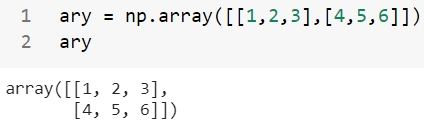 1 ary = np.array([[1,2,3],[4,5,6]])
2 ary
array([[1, 2, 3],
       [4, 5, 6]])